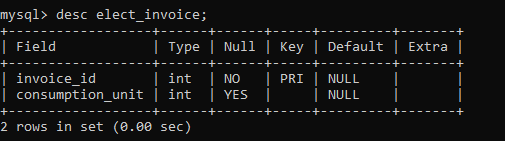 mysql> desc elect_invoice;
+------------------+------+------+-----+---------+-------+
| Field            | Type | Null | Key | Default | Extra |
+------------------+------+------+-----+---------+-------+
| invoice_id       | int  | NO   | PRI | NULL    |       |
| consumption_unit | int  | YES  |     | NULL    |       |
+------------------+------+------+-----+---------+-------+
2 rows in set (0.00 sec)